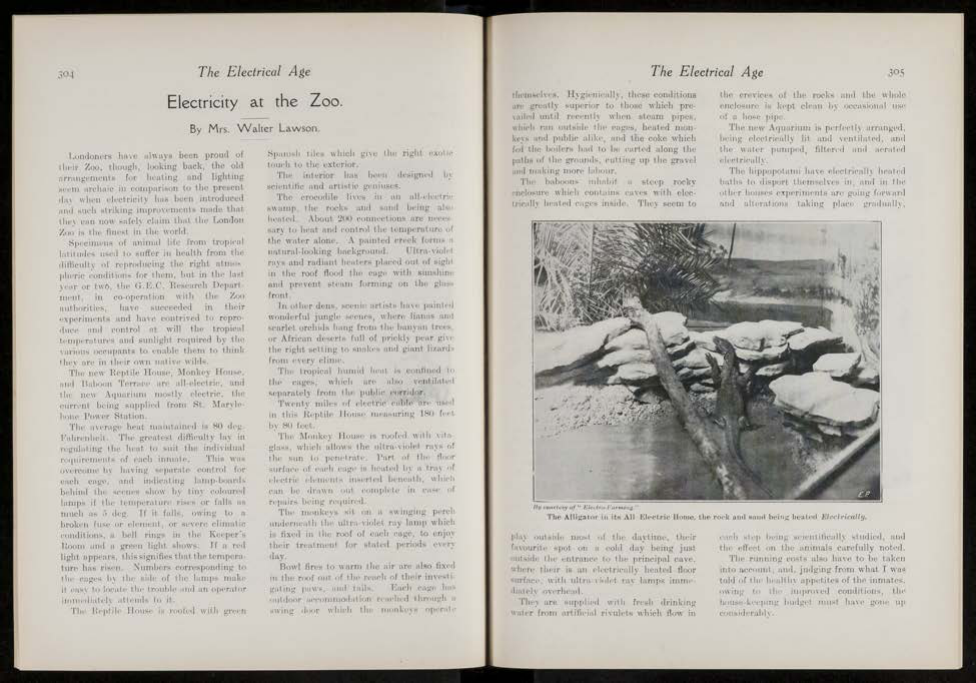 304
The Electrical Age
Electricity at the Zoo.
By Mrs. Walter Lawson.
Londoners have always been proud of
their Zoo, though, looking back, the old
arrangements for heating and lighting
seem archaic in comparison to the present
day when electricity has been introduced
and such striking improvements made that
they can now safely claim that the London
Zoo is the finest in the world.
Specimens of animal life from tropical
latitudes used to suffer in health from the
difficulty of reproducing the right atmos-
pheric conditions for them, but in the last
year or two, the G.E.C. Research Depart-
ment, in co-operation with the Zoo
authorities, have succeeded in their
experiments and have contrived to repro-
duce and control at will the tropical
temperatures and sunlight required by the
various occupants to enable them to think
they are in their own native wilds.
The new Reptile House, Monkey House,
and Baboon Terrace are all-electric, and
the new Aquarium mostly electric, the
current being supplied from St. Maryle-
bone Power Station.
The average heat maintained is 80 deg.
Fahrenheit. The greatest difficulty lay in
regulating the heat to suit the individual
requirements of each inmate. This was
overcome by having separate control for
each cage, and indicating lamp-boards
behind the scenes show by tiny coloured
lamps if the temperature rises or falls as
much as 5 deg. If it falls, owing to a
broken fuse or element, or severe climatic
conditions, a bell rings in the Keeper's
Room and a green light shows. If a red
light appears, this signifies that the tempera-
ture has risen. Numbers corresponding to
the cages by the side of the lamps make
it easy to locate the trouble and an operator
immediately attends to it.
The Reptile House is roofed with green
Spanish tiles which give the right exotic
touch to the exterior.
The interior has been designed by
scientific and artistic geniuses.
The crocodile lives in an all-electric
swamp, the rocks and sand being also
heated. About 200 connections are neces-
sary to heat and control the temperature of
the water alone. A painted creek forms a
natural-looking background. Ultra-violet
rays and radiant heaters placed out of sight
in the roof flood the cage with sunshine
and prevent steam forming on the glass
front.
In other dens, scenic artists have painted
wonderful jungle scenes, where lianas and
scarlet orchids hang from the banyan trees,
or African deserts full of prickly pear give
the right setting to snakes and giant lizards
from every clime.
The tropical humid heat is confined to
the cages, which are also ventilated
separately from the public corridor.
Twenty miles of electric cable are used
in this Reptile House measuring 180 feet
by 80 feet.
The Monkey House is roofed with vita-
glass, which allows the ultra-violet rays of
the sun to penetrate. Part of the floor
surface of each cage is heated by a tray of
electric elements inserted beneath, which
can be drawn out complete in case of
repairs being required.
The monkeys sit on a swinging perch
underneath the ultra-violet ray lamp which
is fixed in the roof of each cage, to enjoy
their treatment for stated periods every
day.
Bowl fires to warm the air are also fixed
in the roof out of the reach of their investi-
gating paws, and tails. Each cage has
outdoor accommodation reached through a
swing door which the monkeys operate
The Electrical Age
305
themselves. Hygienically, these conditions
are greatly superior to those which pre-
vailed until recently when steam pipes,
which ran outside the cages, heated mon-
keys and public alike, and the coke which
fed the boilers had to be carted along the
paths of the grounds, cutting up the gravel
and making more labour.
The baboons inhabit a steep rocky
enclosure which contains caves with elec-
trically heated cages inside. They seem to
the crevices of the rocks and the whole
enclosure is kept clean by occasional use
of a hose pipe.
The new Aquarium is perfectly arranged,
being electrically lit and ventilated, and
the water pumped, filtered and aerated
electrically.
The hippopotami have electrically heated
baths to disport themselves in, and in the
other houses experiments are going forward
and alterations taking place gradually,
E.D
By courtesy of "Electro-Farming."
The Alligator in its All Electric House, the rock and sand being heated Electrically.
play outside most of the daytime, their
favourite spot on a cold day being just
outside the entrance to the principal cave,
where their is an electrically heated floor
surface, with ultra-violet ray lamps imme-
diately overhead.
They are supplied with fresh drinking
water from artificial rivulets which flow in
each step being scientifically studied, and
the effect on the animals carefully noted.
The running costs also have to be taken
into account, and, judging from what I was
told of the healthy appetites of the inmates,
owing to the improved conditions, the
house-keeping budget must have gone up
considerably.